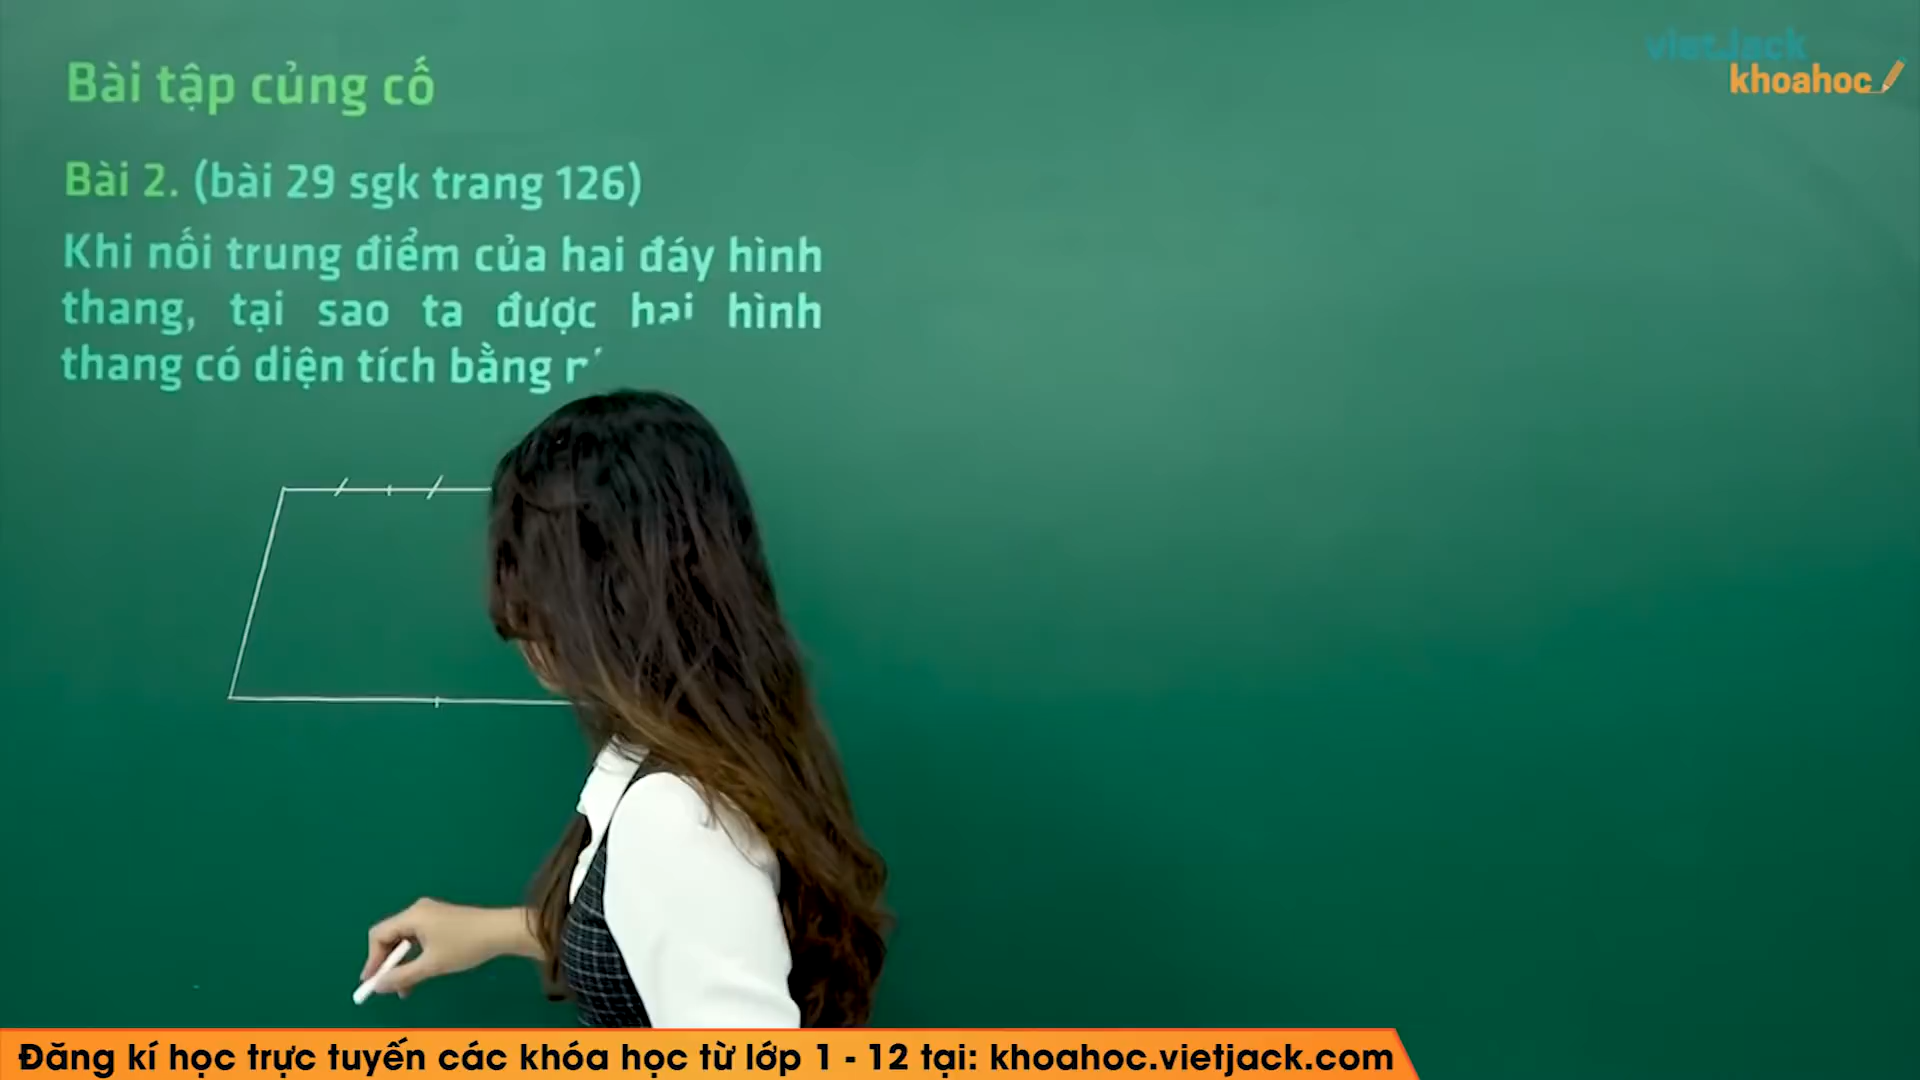 Bài tập củng cố
vietJack
khoahoc
Bài 2. (bài 29 sgk trang 126)
Khi nối trung điểm của hai đáy hình
thang, tại sao ta được hai hình
thang có diện tích bằng
Đăng kí học trực tuyến các khóa học từ lớp 1 - 12 tại: khoahoc.vietjack.com